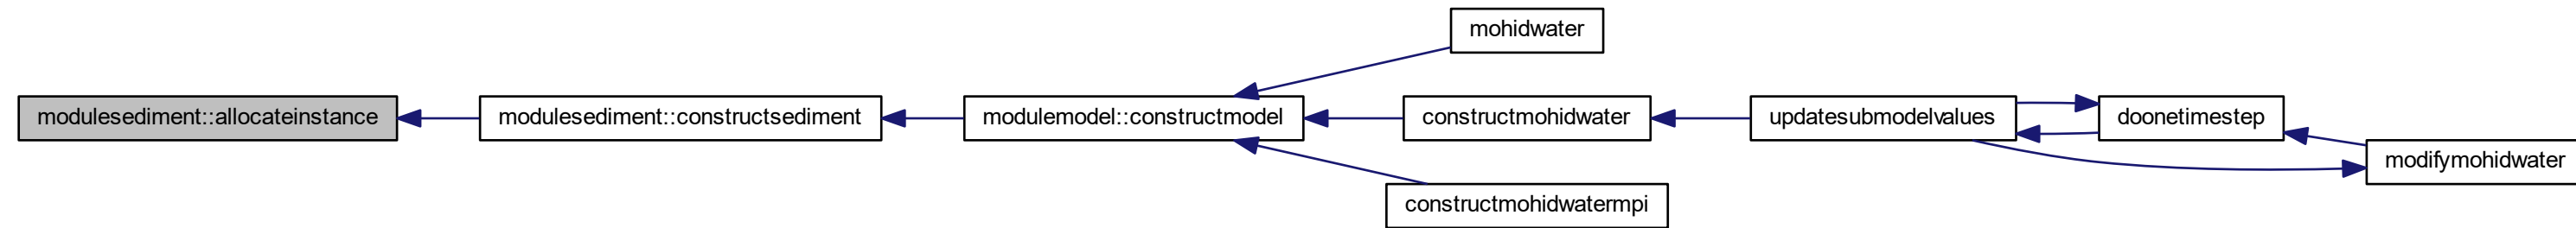 mohidwater
modulesediment::allocateinstance
modulesediment::constructsediment
modulemodel::constructmodel
constructmohidwater
updatesubmodelvalues
doonetimestep
modifymohidwater
constructmohidwatermpi